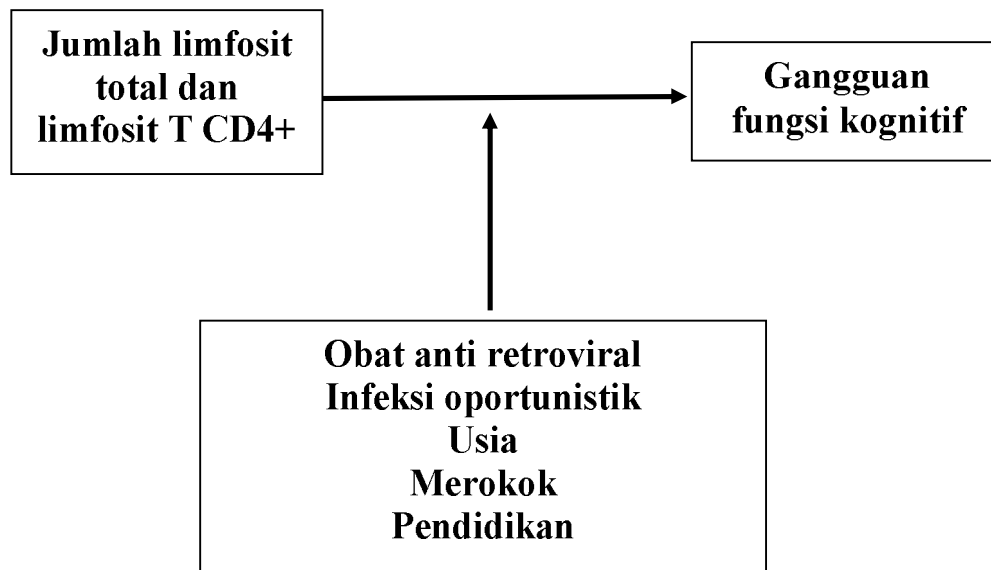 Jumlah limfosit
total dan
limfosit T CD4+
Gangguan
fungsi kognitif
Obat anti retroviral
Infeksi oportunistik
Usia
Merokok
Pendidikan